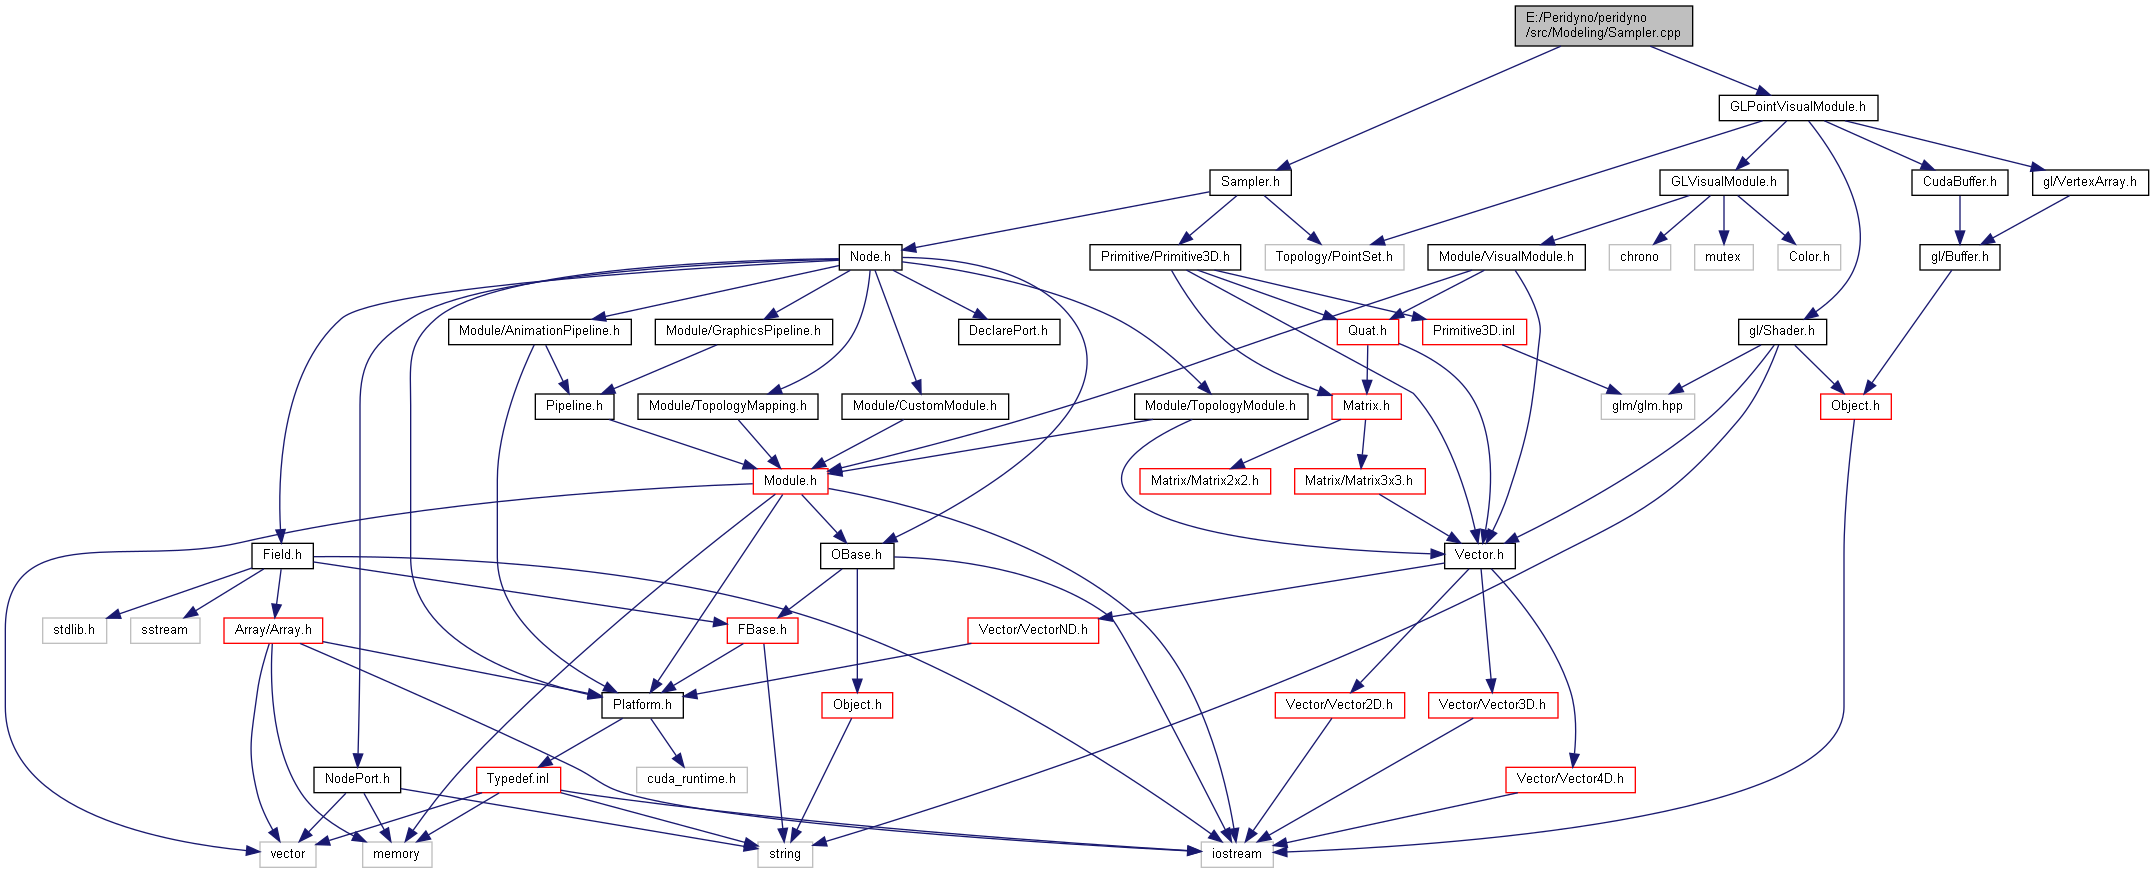 E:/Peridyno/peridyno
/src/Modeling/Sampler.cpp
GLPointVisualModule.h
Sampler.h
GLVisualModule.h
CudaBuffer.h
gl/VertexArray.h
Node.h
Primitive/Primitive3D.h
Topology/PointSet.h
Module/VisualModule.h
chrono
mutex
Color.h
gl/Buffer.h
Module/AnimationPipeline.h
Module/GraphicsPipeline.h
DeclarePort.h
Quat.h
Primitive3D.inl
gl/Shader.h
Pipeline.h
Module/TopologyMapping.h
Module/CustomModule.h
Module/TopologyModule.h
Matrix.h
glm/glm.hpp
Object.h
Module.h
Matrix/Matrix2x2.h
Matrix/Matrix3x3.h
Field.h
OBase.h
Vector.h
stdlib.h
sstream
Array/Array.h
FBase.h
Vector/VectorND.h
Platform.h
Object.h
Vector/Vector2D.h
Vector/Vector3D.h
NodePort.h
Typedef.inl
cuda_runtime.h
Vector/Vector4D.h
vector
memory
string
iostream